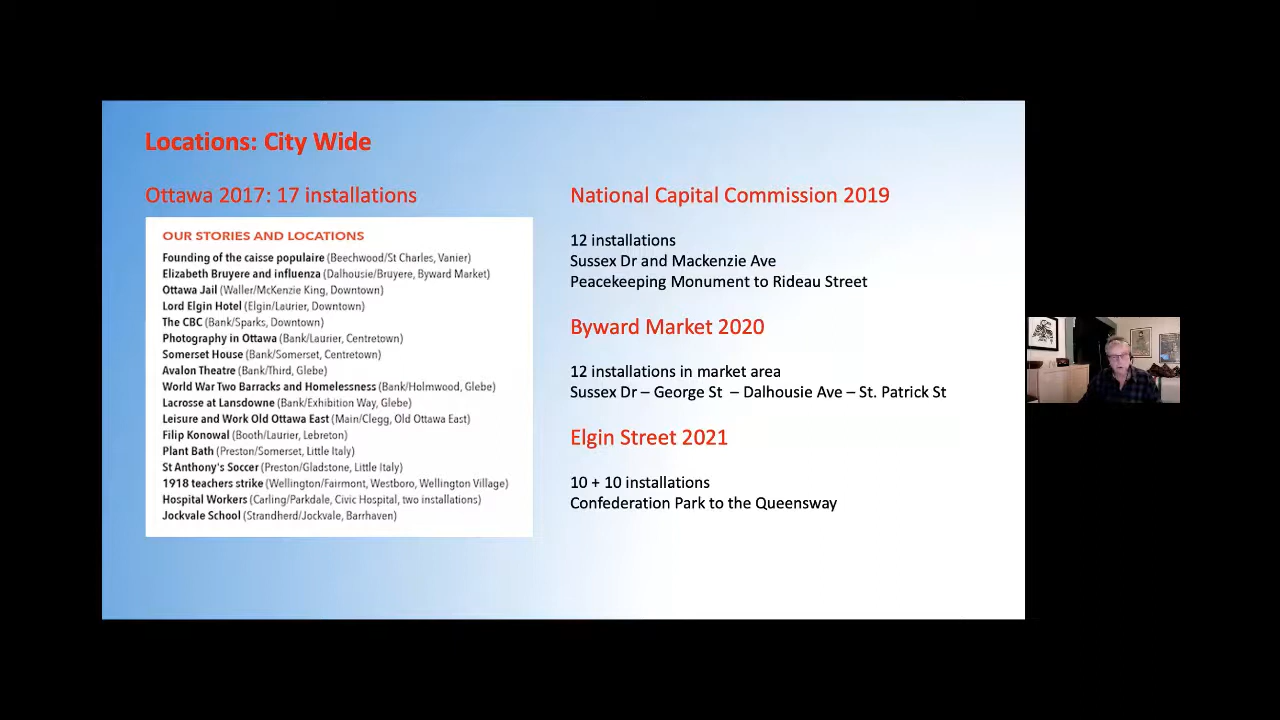 Locations: City Wide
Ottawa 2017: 17 installations
OUR STORIES AND LOCATIONS
Founding of the caisse populaire (Beechwood/St Charles, Vanier)
Elizabeth Bruyere and influenza (Dalhousie/Bruyere, Byward Market)
Ottawa Jail (Waller/McKenzie King, Downtown)
Lord Elgin Hotel (Elgin/Laurier, Downtown)
The CBC (Bank/Sparks, Downtown)
Photography in Ottawa (Bank/Laurier, Centretown)
Somerset House (Bank/Somerset, Centretown)
Avalon Theatre (Bank/Third, Glebe)
World War Two Barracks and Homelessness (Bank/Holmwood, Glebe)
Lacrosse at Lansdowne (Bank/Exhibition Way, Glebe)
Leisure and Work Old Ottawa East (Main/Clegg, Old Ottawa East)
Filip Konowal (Booth/Laurier, Lebreton)
Plant Bath (Preston/Somerset, Little Italy)
St Anthony's Soccer (Preston/Gladstone, Little Italy)
1918 teachers strike (Wellington/Fairmont, Westboro, Wellington Village)
Hospital Workers (Carling/Parkdale, Civic Hospital, two installations)
Jockvale School (Strandherd/Jockvale, Barrhaven)
National Capital Commission 2019
12 installations
Sussex Dr and Mackenzie Ave
Peacekeeping Monument to Rideau Street
Byward Market 2020
12 installations in market area
Sussex Dr – George St – Dalhousie Ave – St. Patrick St
Elgin Street 2021
10 + 10 installations
Confederation Park to the Queensway